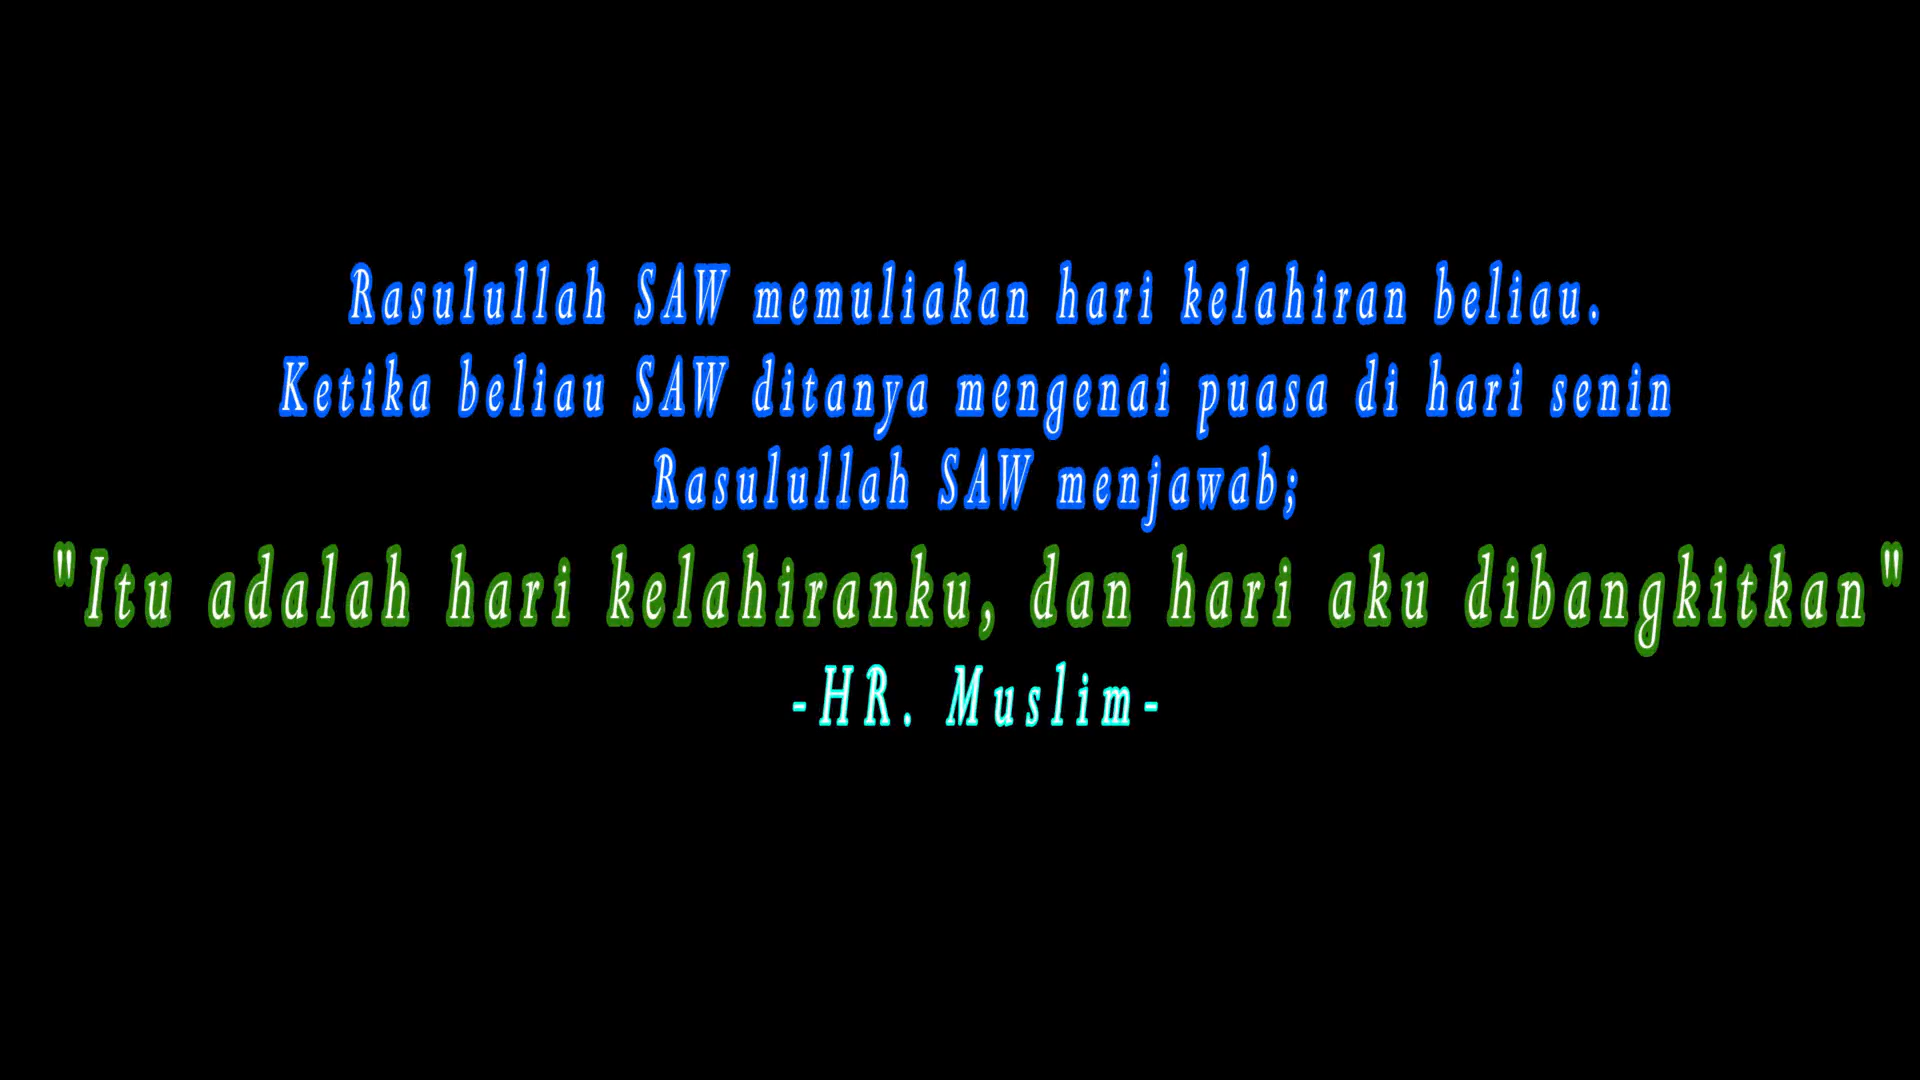 Rasulullah SAW memuliakan hari kelahiran beliau.
Ketika beliau SAW ditanya mengenai puasa di hari senin
Rasulullah SAW menjawab;
"Itu adalah hari kelahiranku, dan hari aku dibangkitkan"
-HR. Muslim-